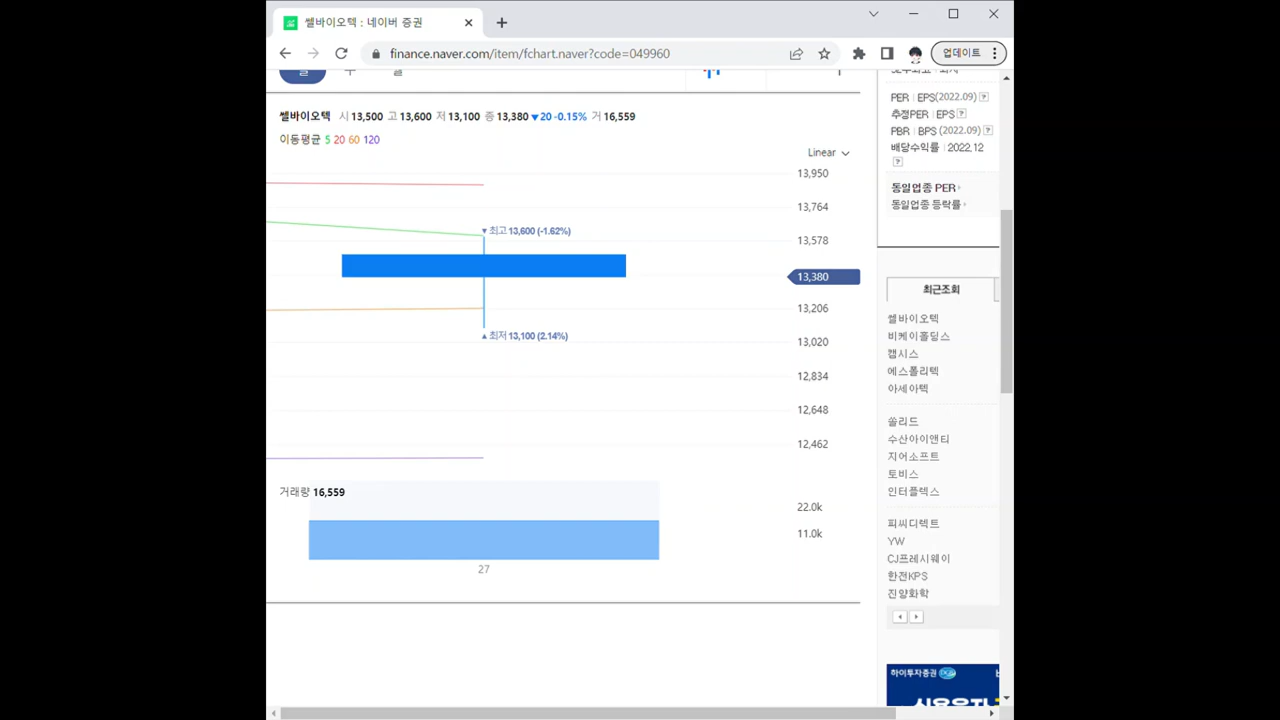 쎌바이오텍 : 네이버 증권
finance.naver.com/item/fchart.naver?code=049960
업데이트
쎌바이오텍 시 13,500 고 13,600 저 13,100 종 13,380 ▼20 -0.15% 거 16,559
이동평균 5 20 60 120
Linear
13,950
13,764
▼최고 13,600 (-1.62%)
13,578
13,380
13,206
▲최저 13,100 (2.14%)
13,020
12,834
12,648
12,462
거래량 16,559
22.0k
11.0k
27
PER | EPS(2022.09) ?
추정PER | EPS ?
PBR | BPS (2022.09) ?
배당수익률 | 2022.12
?
동일업종 PER
동일업종 등락률
최근조회
쎌바이오텍
비케이홀딩스
캡시스
에스폴리텍
아세아텍
쏠리드
수산아이앤티
지어소프트
토비스
인터플렉스
피씨디렉트
YW
CJ프레시웨이
한전KPS
진양화학
하이투자증권 DGB